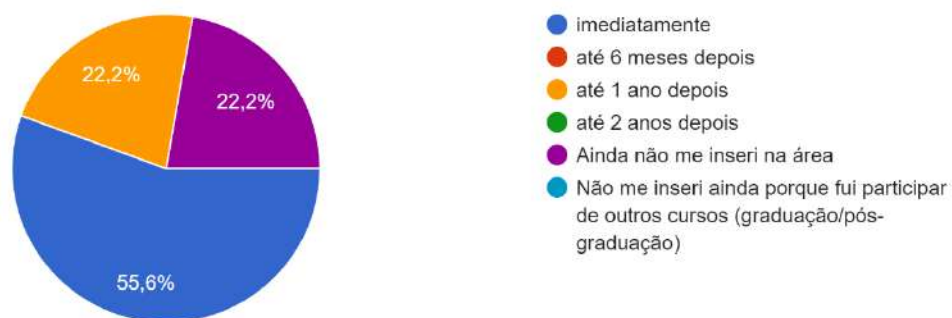 22,2%
22,2%
55,6%
imediatamente
até 6 meses depois
até 1 ano depois
até 2 anos depois
Ainda não me inseri na área
Não me inseri ainda porque fui participar
de outros cursos (graduação/pós-
graduação)